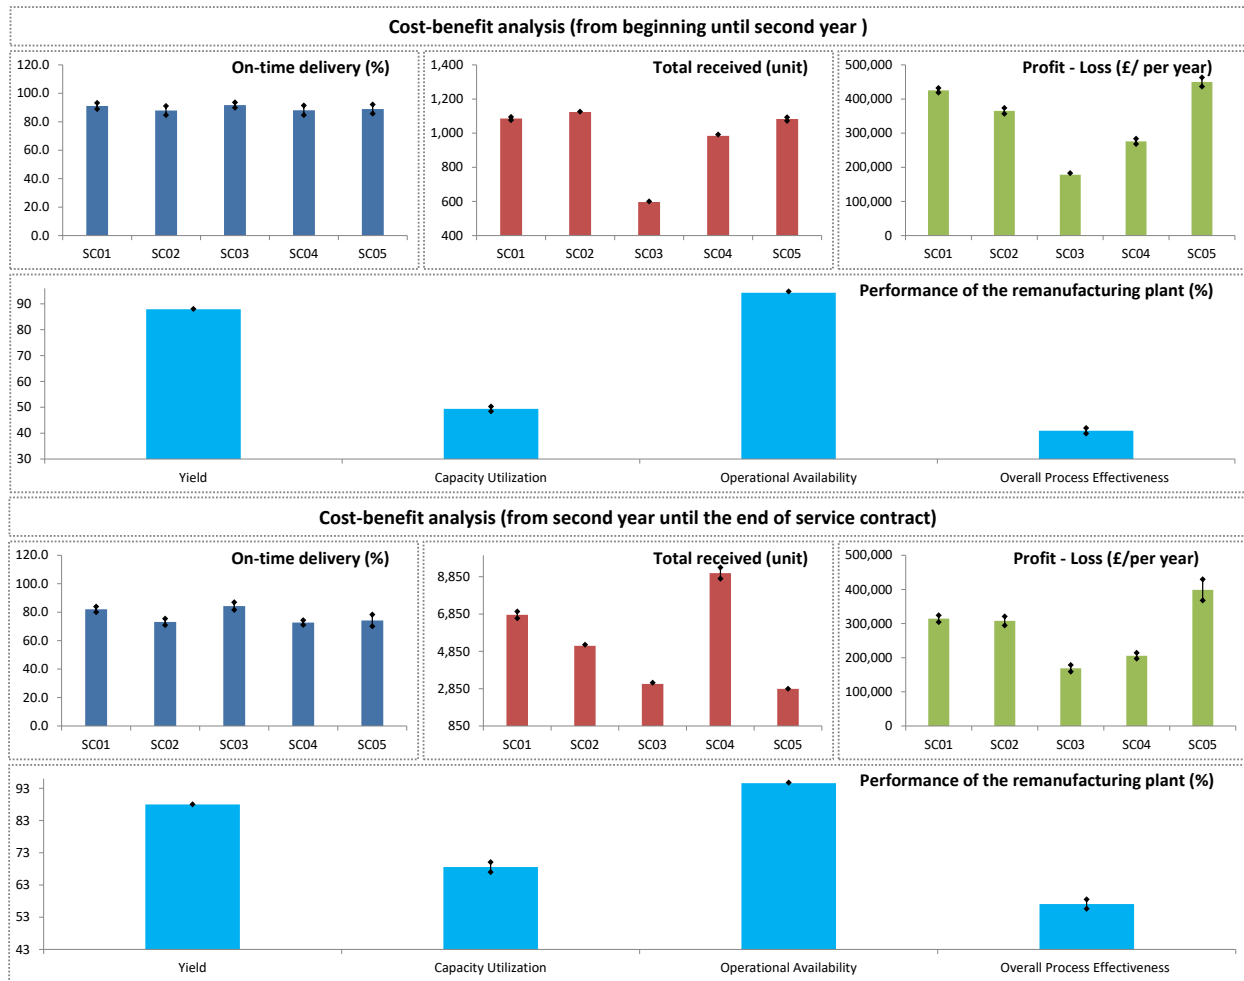 Cost-benefit analysis (from beginning until second year )
On-time delivery (%)
120.0
100.0
80.0
60.0
40.0
20.0
0.0
SC01 SC02 SC03 SC04 SC05
Total received (unit)
1,400
1,200
1,000
800
600
400
SC01 SC02 SC03 SC04 SC05
Profit - Loss (£/ per year)
500,000
400,000
300,000
200,000
100,000
0
SC01 SC02 SC03 SC04 SC05
Performance of the remanufacturing plant (%)
90
80
70
60
50
40
30
Yield Capacity Utilization Operational Availability Overall Process Effectiveness
Cost-benefit analysis (from second year until the end of service contract)
On-time delivery (%)
120.0
100.0
80.0
60.0
40.0
20.0
0.0
SC01 SC02 SC03 SC04 SC05
Total received (unit)
8,850
6,850
4,850
2,850
850
SC01 SC02 SC03 SC04 SC05
Profit - Loss (£/per year)
500,000
400,000
300,000
200,000
100,000
0
SC01 SC02 SC03 SC04 SC05
Performance of the remanufacturing plant (%)
93
83
73
63
53
43
Yield Capacity Utilization Operational Availability Overall Process Effectiveness